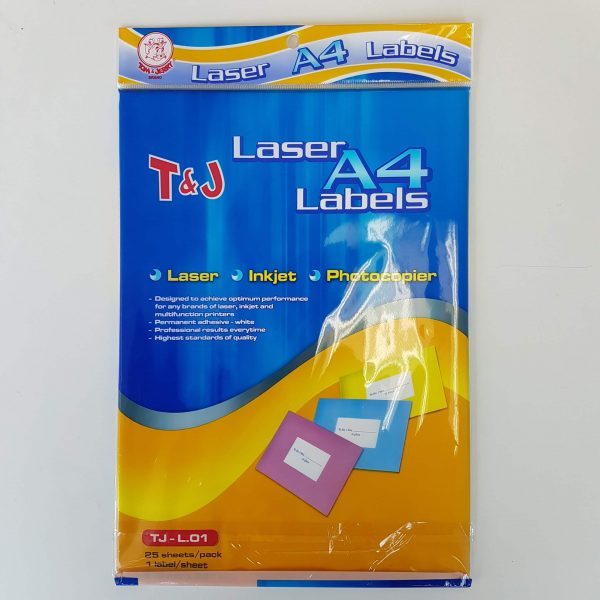 TOM & JERRY
BRAND
Laser A4 Labels
T&J
Laser
A4
Labels
Laser Inkjet Photocopier
- Designed to achieve optimum performance
for any brands of laser, inkjet and
multifunction printers
- Permanent adhesive - white
- Professional results everytime
- Highest standards of quality
TJ-L.01
25 sheets/pack
1 label/sheet